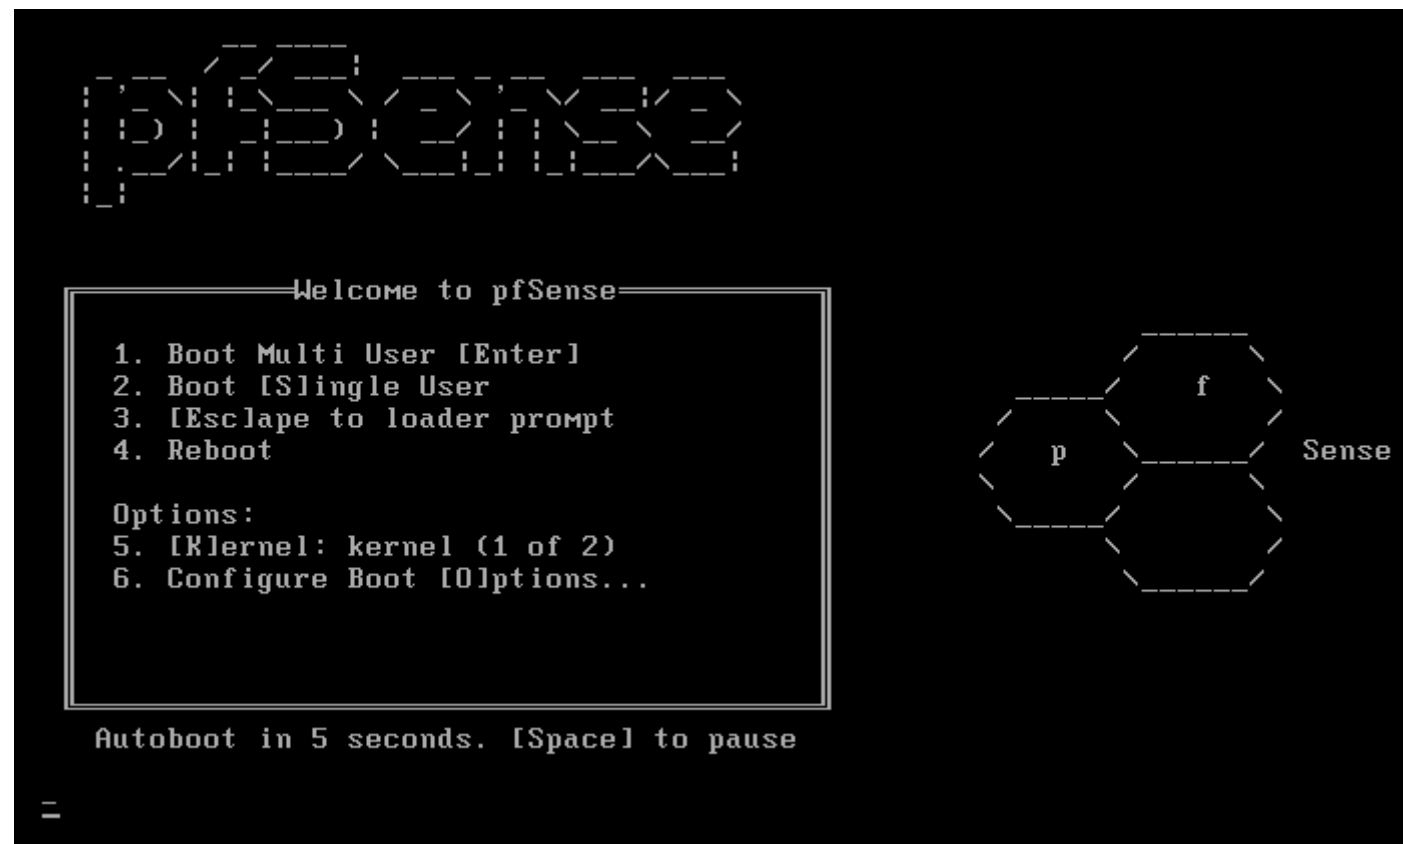 pfSense
Welcome to pfSense
1. Boot Multi User [Enter]
2. Boot [S]ingle User
3. [Esc]ape to loader prompt
4. Reboot
Options:
5. [K]ernel: kernel (1 of 2)
6. Configure Boot [O]ptions...
f
p
Sense
Autoboot in 5 seconds. [Space] to pause